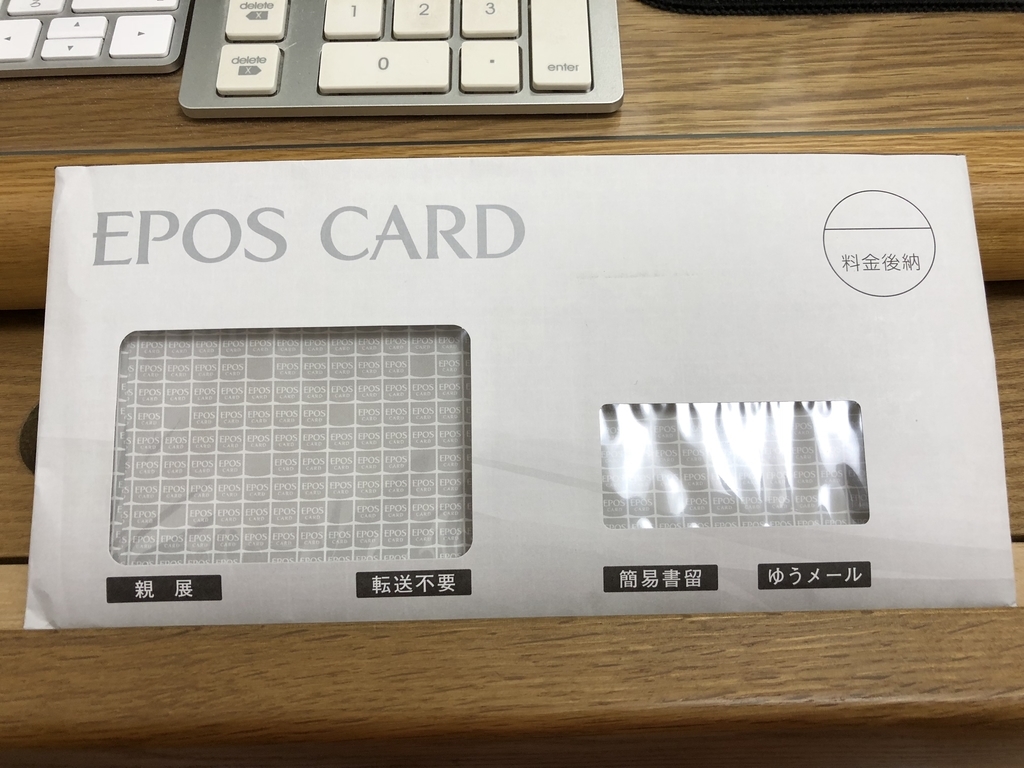 delete
delete
1
2
3
0
.
enter
EPOS CARD
料金後納
親 展
転送不要
簡易書留
ゆうメール